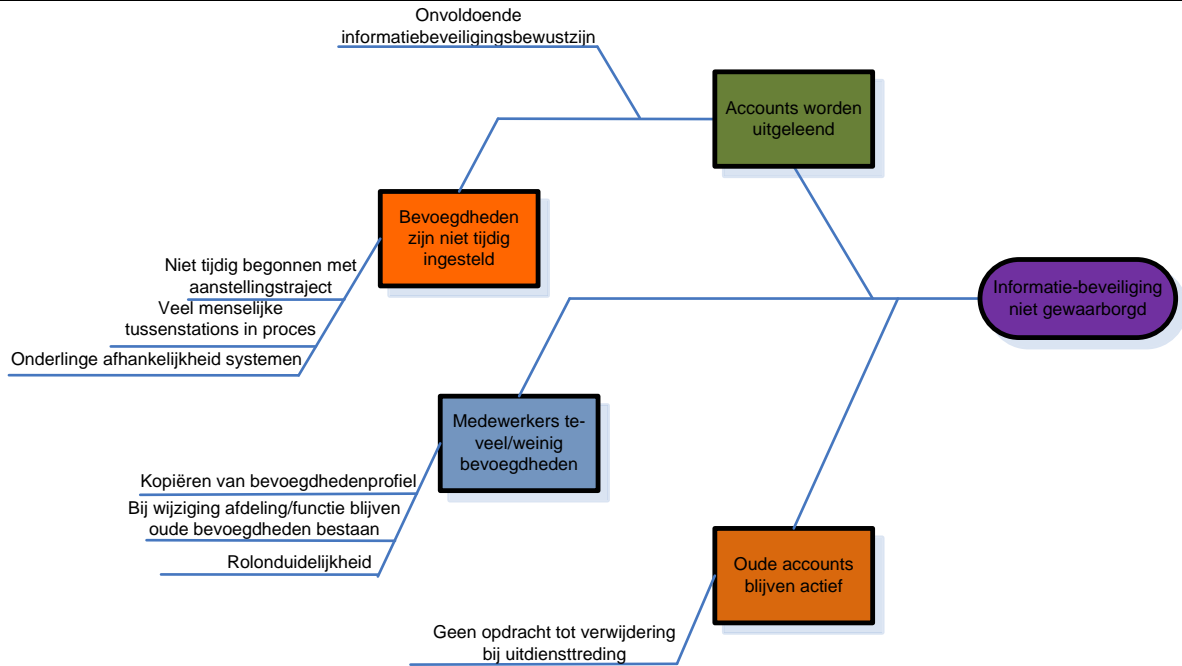 Onvoldoende
informatiebeveiligingsbewustzijn
Accounts worden
uitgeleend
Bevoegdheden
zijn niet tijdig
ingesteld
Niet tijdig begonnen met
aanstellingstraject
Veel menselijke
tussenstations in proces
Onderlinge afhankelijkheid systemen
Informatie-beveiliging
niet gewaarborgd
Medewerkers te-
veel/weinig
bevoegdheden
Kopiëren van bevoegdhedenprofiel
Bij wijziging afdeling/functie blijven
oude bevoegdheden bestaan
Rolonduidelijkheid
Oude accounts
blijven actief
Geen opdracht tot verwijdering
bij uitdiensttreding